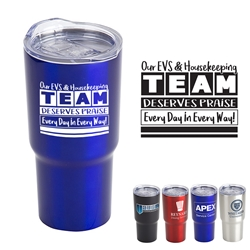 Our EVS & Housekeeping
TEAM
DESERVES PRAISE
Every Day In Every Way!
Our EVS & Housekeeping
TEAM
DESERVES PRAISE
Every Day In Every Way!
APEX